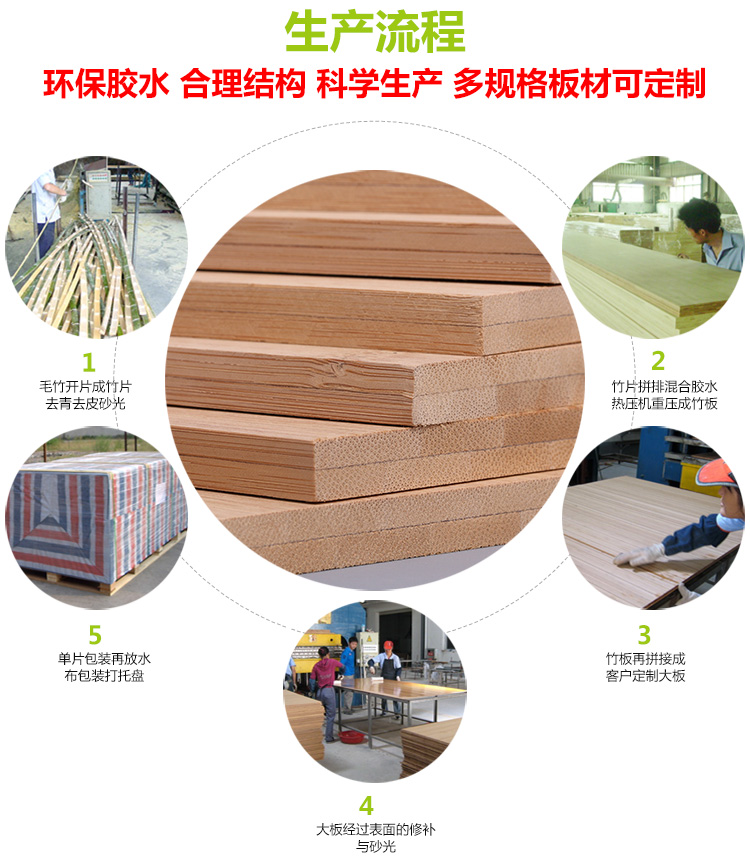 生产流程
环保胶水 合理结构 科学生产 多规格板材可定制
1
毛竹开片成竹片
去青去皮砂光
2
竹片拼排混合胶水
热压机重压成竹板
3
竹板再拼接成
客户定制大板
4
大板经过表面的修补
与砂光
5
单片包装再放水
布包装打托盘